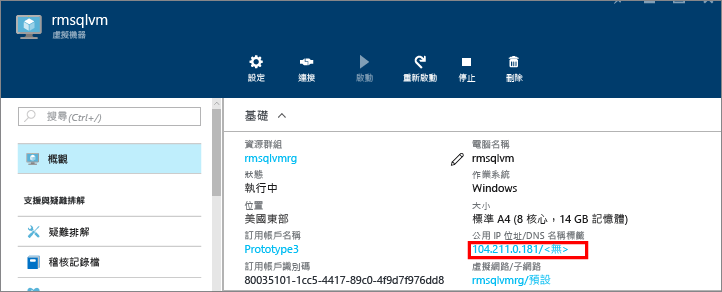 rmsqlvm
虛擬機器
設定 連接 啟動 重新啟動 停止 刪除
搜尋 (Ctrl+/)
概觀
支援與疑難排解
疑難排解
稽核記錄檔
基礎
資源群組
rmsqlvmrg
狀態
執行中
位置
美國東部
訂用帳戶名稱
Prototype3
訂用帳戶識別碼
80035101-1cc5-4417-89c0-4f9d7f976dd8
電腦名稱
rmsqlvm
作業系統
Windows
大小
標準 A4 (8 核心，14 GB 記憶體)
公用 IP 位址/DNS 名稱標籤
104.211.0.181/<無>
虛擬網路/子網路
rmsqlvmrg/預設